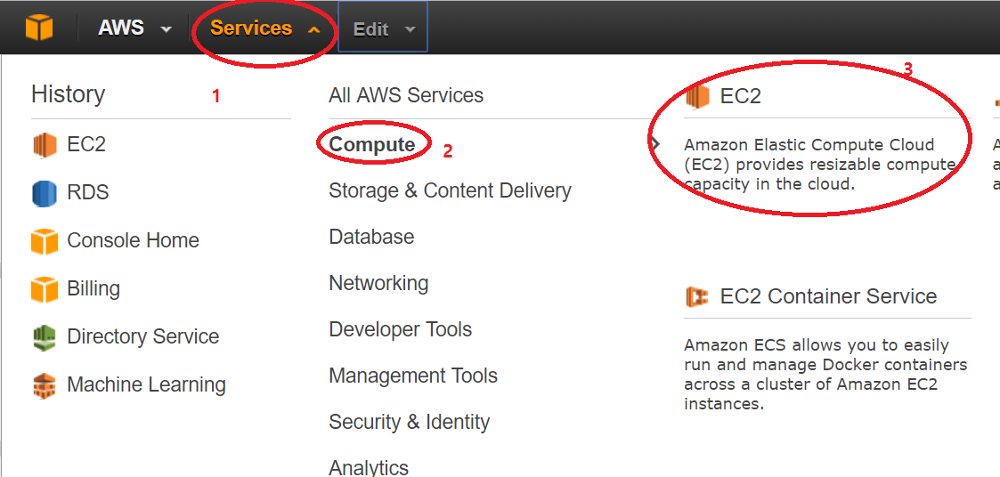 AWS
Services
Edit
History
1
EC2
RDS
Console Home
Billing
Directory Service
Machine Learning
All AWS Services
Compute
2
Storage & Content Delivery
Database
Networking
Developer Tools
Management Tools
Security & Identity
Analytics
3
EC2
Amazon Elastic Compute Cloud
(EC2) provides resizable compute
capacity in the cloud.
EC2 Container Service
Amazon ECS allows you to easily
run and manage Docker containers
across a cluster of Amazon EC2
instances.